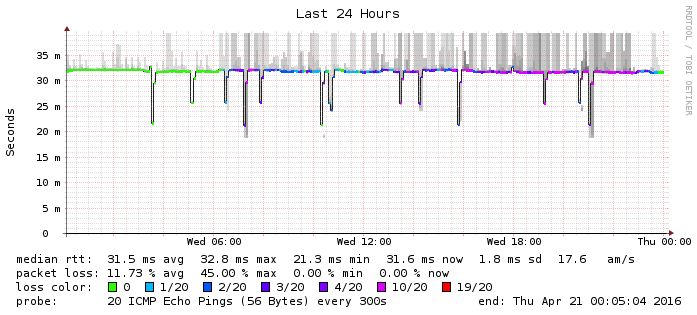 Last 24 Hours
RRDTOOL / TOBI OETIKER
Seconds
35 m
30 m
25 m
20 m
15 m
10 m
5 m
0
Wed 06:00 Wed 12:00 Wed 18:00 Thu 00:00
median rtt: 31.5 ms avg 32.8 ms max 21.3 ms min 31.6 ms now 1.8 ms sd 17.6 am/s
packet loss: 11.73 % avg 45.00 % max 0.00 % min 0.00 % now
loss color: 0 1/20 2/20 3/20 4/20 10/20 19/20
probe: 20 ICMP Echo Pings (56 Bytes) every 300s end: Thu Apr 21 00:05:04 2016